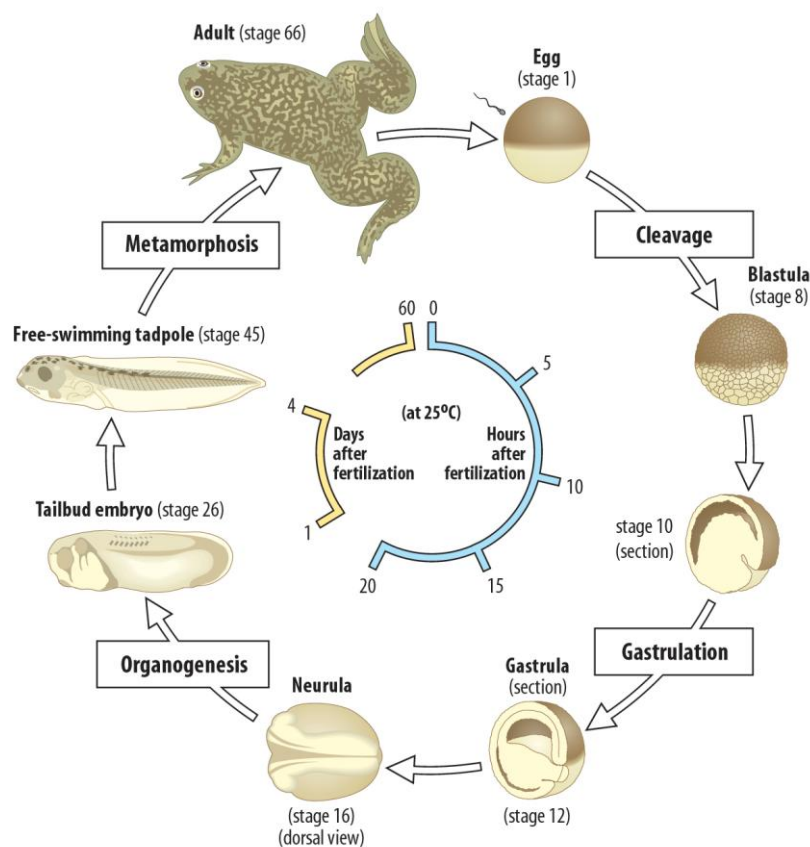 Adult (stage 66)
Egg
(stage 1)
Metamorphosis
Cleavage
Blastula
(stage 8)
Free-swimming tadpole (stage 45)
60 0
5
4
(at 25ºC)
Days
after
fertilization
Hours
after
fertilization
10
Tailbud embryo (stage 26)
1
stage 10
(section)
20
15
Organogenesis
Gastrulation
Neurula
Gastrula
(section)
(stage 16)
(dorsal view)
(stage 12)